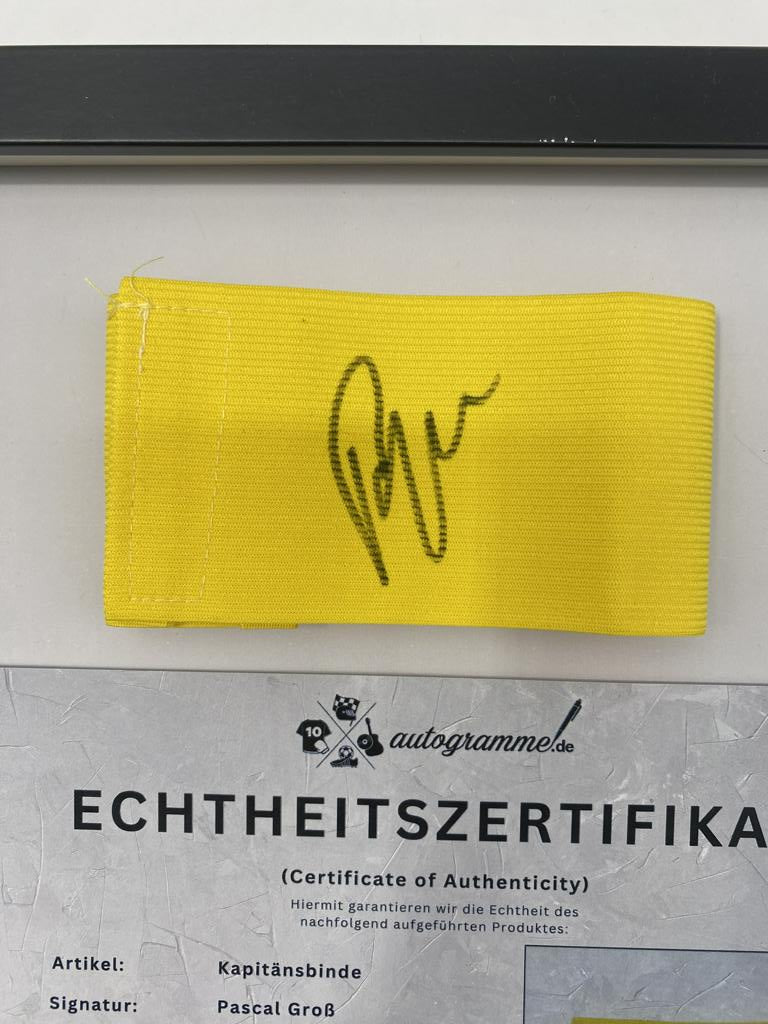 10
autogramme.de
ECHTHEITSZERTIFIKA
(Certificate of Authenticity)
Hiermit garantieren wir die Echtheit des
nachfolgend aufgeführten Produktes:
Artikel: Kapitänsbinde
Signatur: Pascal Groß